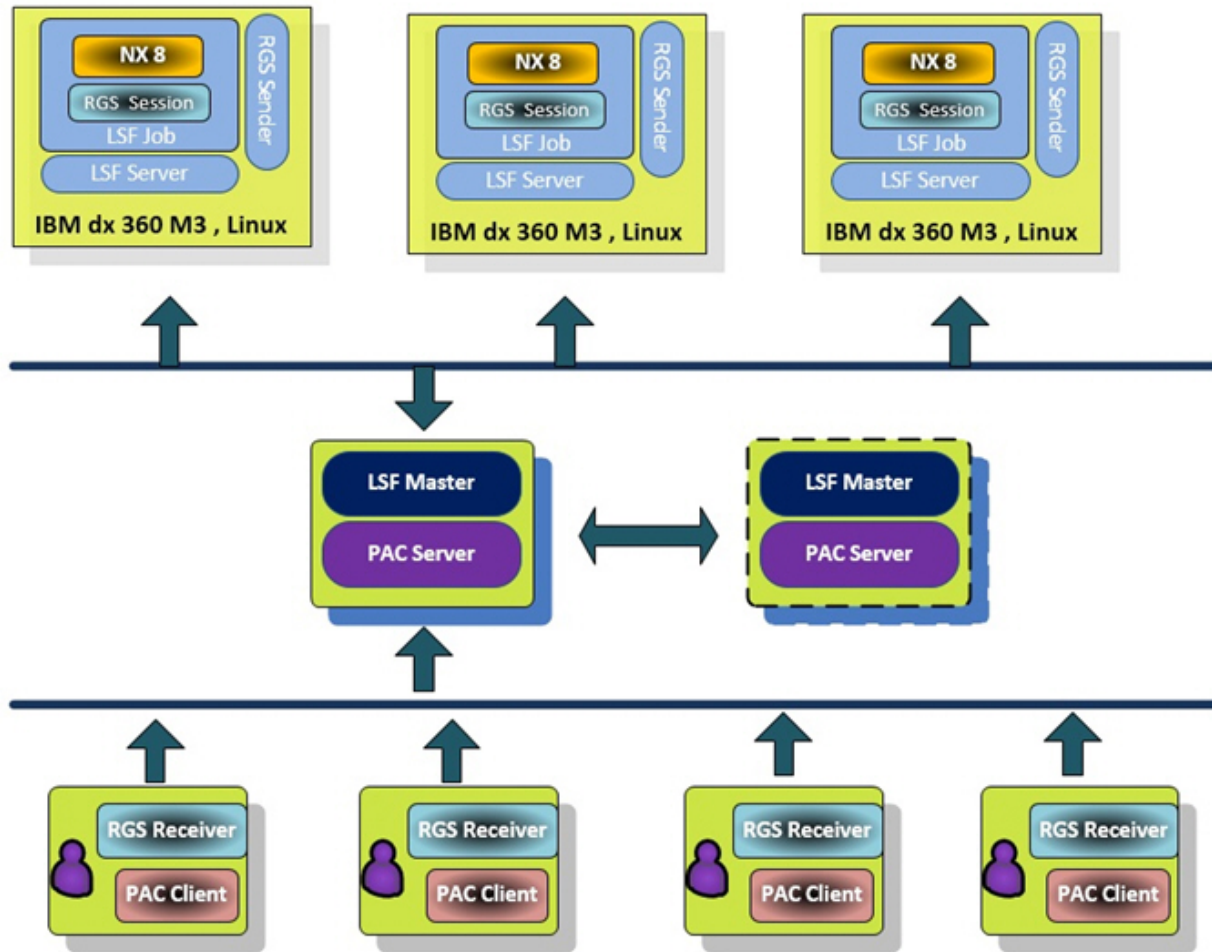 NX 8
RGS Session
LSF Job
RGS Sender
LSF Server
IBM dx 360 M3 , Linux
NX 8
RGS Session
LSF Job
RGS Sender
LSF Server
IBM dx 360 M3 , Linux
NX 8
RGS Session
LSF Job
RGS Sender
LSF Server
IBM dx 360 M3 , Linux
LSF Master
PAC Server
LSF Master
PAC Server
RGS Receiver
PAC Client
RGS Receiver
PAC Client
RGS Receiver
PAC Client
RGS Receiver
PAC Client